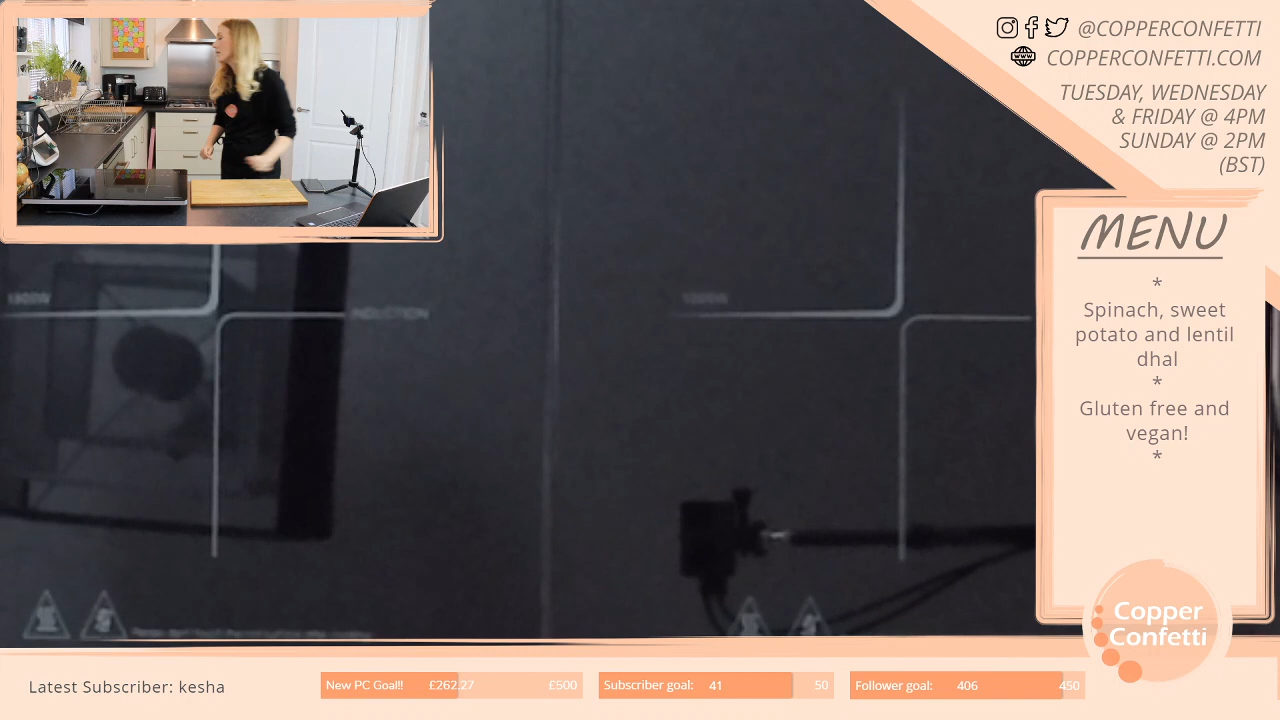 @COPPERCONFETTI
COPPERCONFETTI.COM
TUESDAY, WEDNESDAY
& FRIDAY @ 4PM
SUNDAY @ 2PM
(BST)
MENU
*
Spinach, sweet
potato and lentil
dhal
*
Gluten free and
vegan!
*
INDUCTION
Copper
Confetti
Latest Subscriber: kesha
New PC Goal!! £262.27 £500
Subscriber goal: 41 50
Follower goal: 406 450